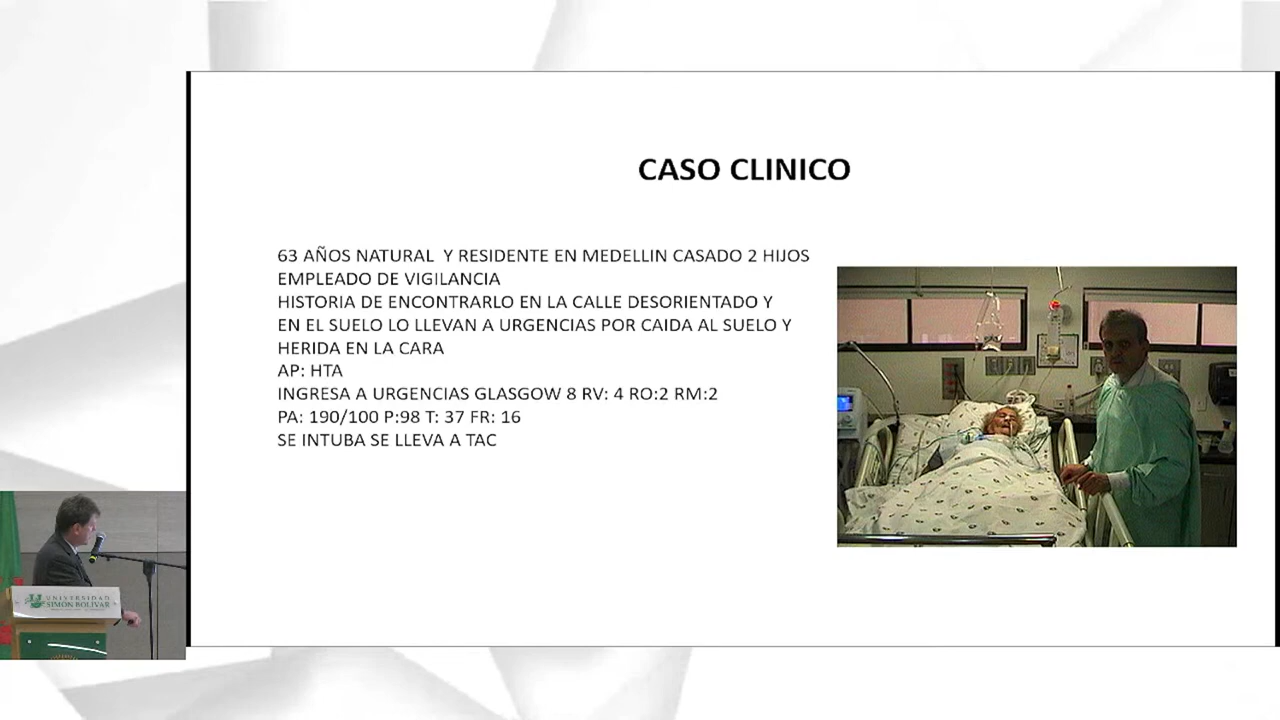 CASO CLINICO
63 AÑOS NATURAL Y RESIDENTE EN MEDELLIN CASADO 2 HIJOS
EMPLEADO DE VIGILANCIA
HISTORIA DE ENCONTRARLO EN LA CALLE DESORIENTADO Y
EN EL SUELO LO LLEVAN A URGENCIAS POR CAIDA AL SUELO Y
HERIDA EN LA CARA
AP: HTA
INGRESA A URGENCIAS GLASGOW 8 RV: 4 RO:2 RM:2
PA: 190/100 P:98 T: 37 FR: 16
SE INTUBA SE LLEVA A TAC
UNIVERSIDAD
SIMÓN BOLÍVAR